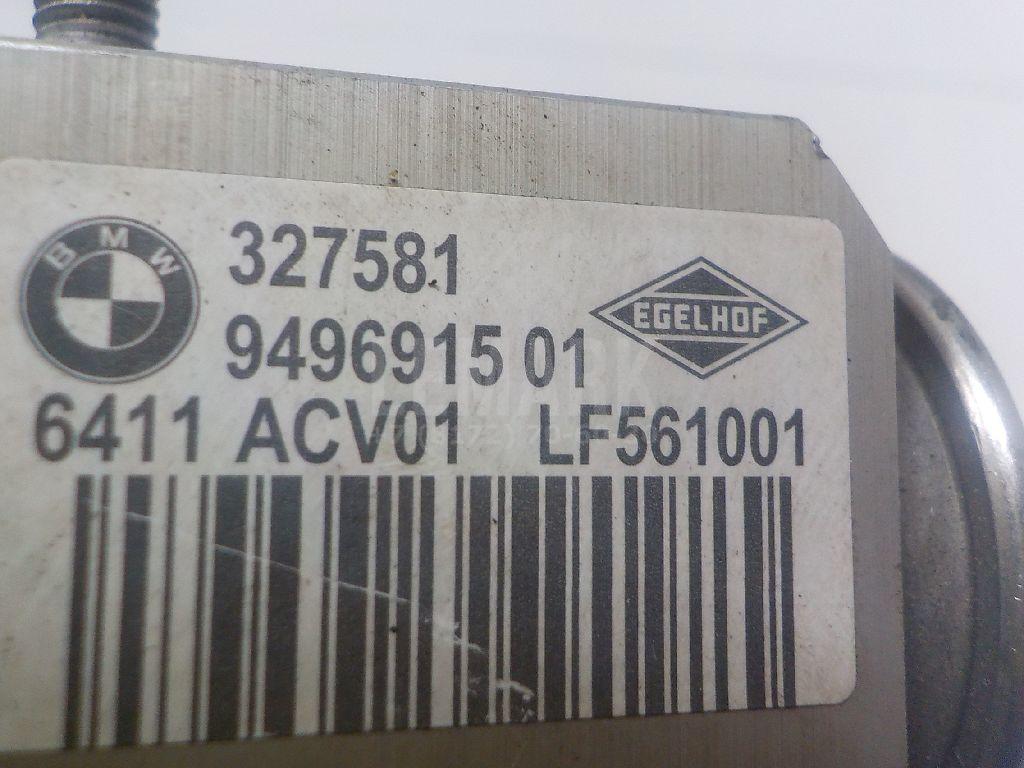 BMW
327581
EGELHOF
9496915 01
6411 ACV01 LF561001